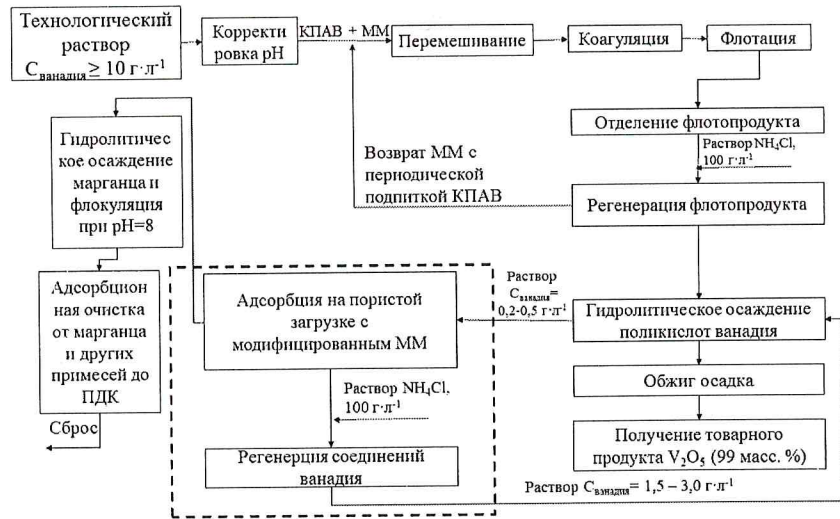 Технологический
раствор
C ванадия ≥ 10 г·л⁻¹
Корректи
ровка pH
КПАВ + ММ
Перемешивание
Коагуляция
Флотация
Отделение флотопродукта
Раствор NH₄Cl,
100 г·л⁻¹
Регенерация флотопродукта
Возврат ММ с
периодической
подпиткой КПАВ
Гидролитичес
кое осаждение
марганца и
флокуляция
при pH=8
Адсорбцион
ная очистка
от марганца
и других
примесей до
ПДК
Сброс
Адсорбция на пористой
загрузке с
модифицированным ММ
Раствор
C ванадия=
0,2-0,5 г·л⁻¹
Гидролитическое осаждение
поликислот ванадия
Раствор NH₄Cl,
100 г·л⁻¹
Обжиг осадка
Регенерция соединений
ванадия
Получение товарного
продукта V₂O₅ (99 масс. %)
Раствор C ванадия = 1,5 – 3,0 г·л⁻¹